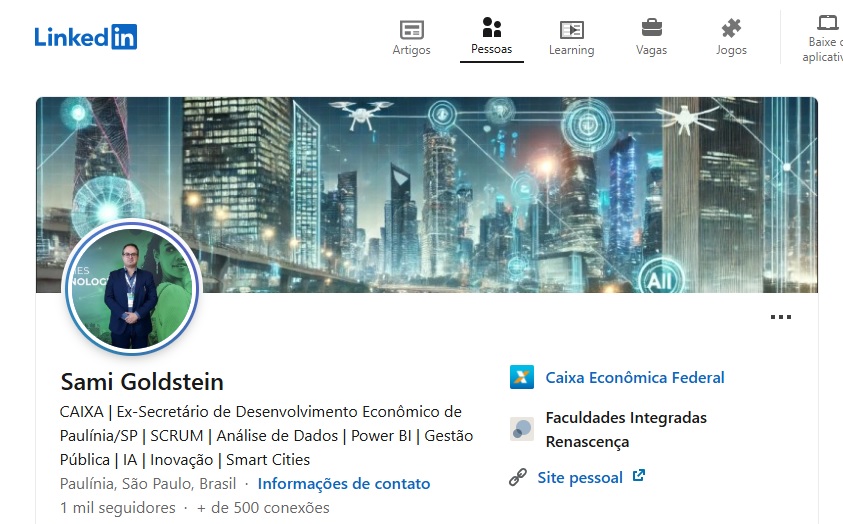 LinkedIn
Artigos
Pessoas
Learning
Vagas
Jogos
Baixe
aplicativ
All
IES
NOLOG
Sami Goldstein
CAIXA | Ex-Secretário de Desenvolvimento Econômico de
Paulínia/SP | SCRUM | Análise de Dados | Power BI | Gestão
Pública | IA | Inovação | Smart Cities
Paulínia, São Paulo, Brasil · Informações de contato
1 mil seguidores · + de 500 conexões
Caixa Econômica Federal
Faculdades Integradas
Renascença
Site pessoal